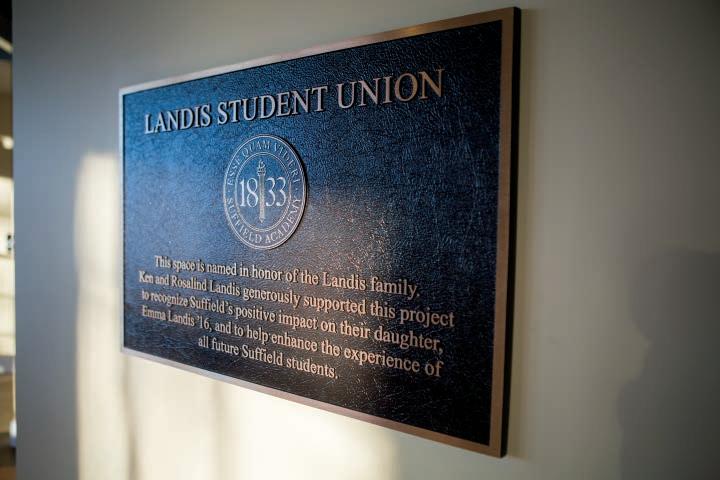 LANDIS STUDENT UNION
ESSE QUAM VIDERI
1833
SUFFIELD ACADEMY
This space is named in honor of the Landis family.
Ken and Rosalind Landis generously supported this project
to recognize Suffield's positive impact on their daughter,
Emma Landis '16, and to help enhance the experience of
all future Suffield students.